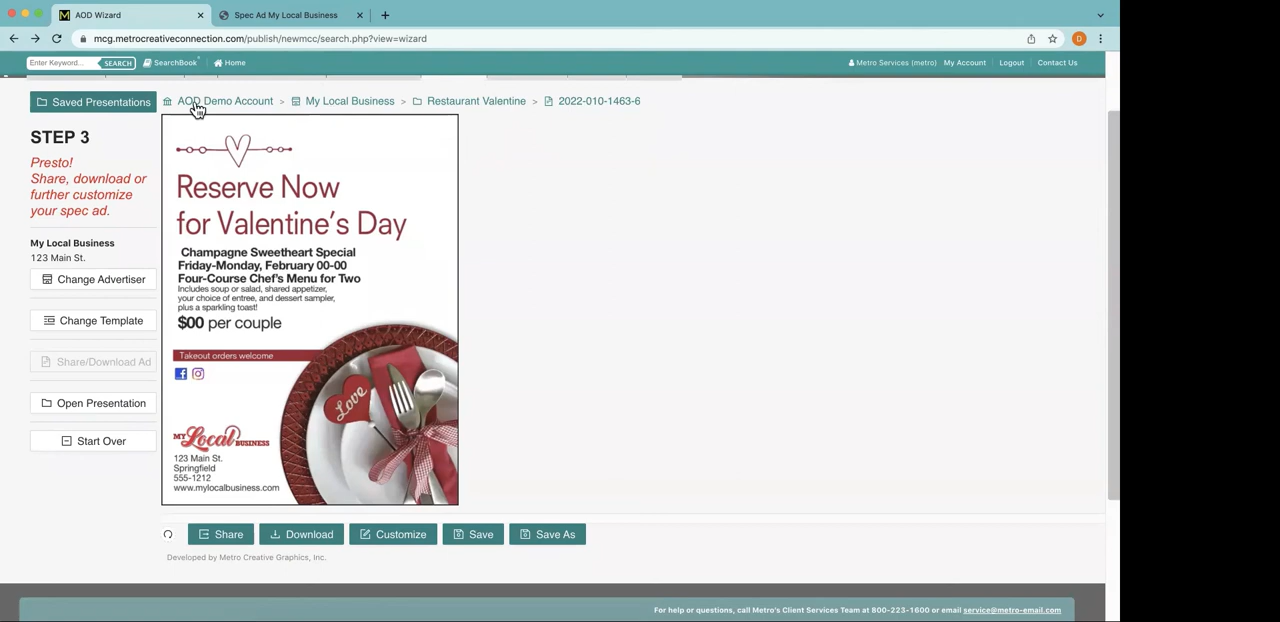 AOD Wizard
Spec Ad My Local Business
mcg.metrocreativeconnection.com/publish/newmcc/search.php?view=wizard
D
Enter Keyword... SEARCH SearchBook Home
Metro Services (metro) My Account Logout Contact Us
Saved Presentations
AOD Demo Account > My Local Business > Restaurant Valentine > 2022-010-1463-6
STEP 3
Presto!
Share, download or
further customize
your spec ad.
My Local Business
123 Main St.
Change Advertiser
Change Template
Share/Download Ad
Open Presentation
Start Over
Reserve Now
for Valentine's Day
Champagne Sweetheart Special
Friday-Monday, February 00-00
Four-Course Chef's Menu for Two
Includes soup or salad, shared appetizer,
your choice of entree, and dessert sampler,
plus a sparkling toast!
$00 per couple
Takeout orders welcome
Love
MY Local BUSINESS
123 Main St.
Springfield
555-1212
www.mylocalbusiness.com
Share Download Customize Save Save As
Developed by Metro Creative Graphics, Inc.
For help or questions, call Metro's Client Services Team at 800-223-1600 or email service@metro-email.com